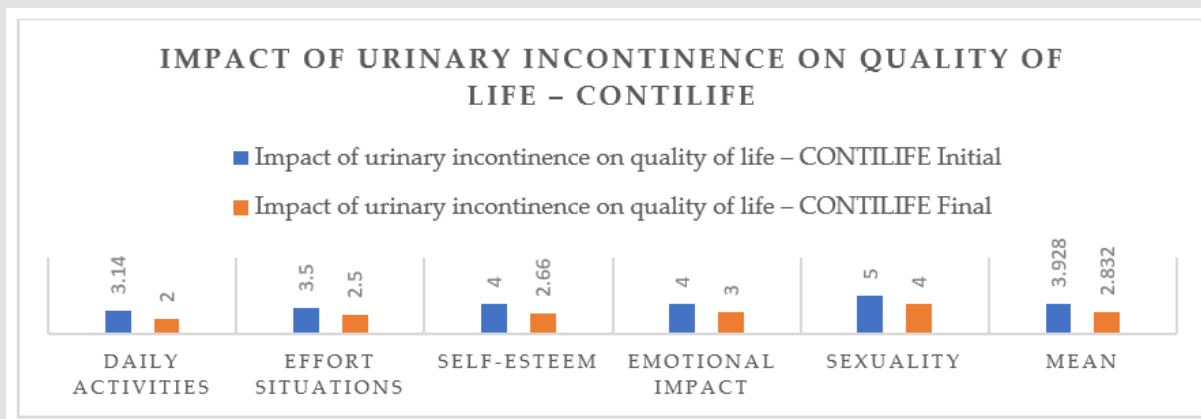 IMPACT OF URINARY INCONTINENCE ON QUALITY OF
LIFE – CONTILIFE
Impact of urinary incontinence on quality of life – CONTILIFE Initial
Impact of urinary incontinence on quality of life – CONTILIFE Final
3.14 2 3.5 2.5 4 2.66 4 3 5 4 3.928 2.832
DAILY ACTIVITIES
EFFORT SITUATIONS
SELF-ESTEEM
EMOTIONAL IMPACT
SEXUALITY
MEAN